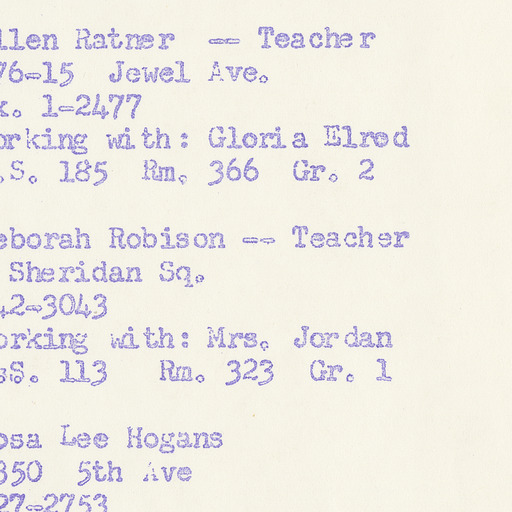 llen Ratner -- Teacher
76-15 Jewel Ave.
x. 1-2477
orking with: Gloria Elrod
.S. 185 Rm. 366 Gr. 2
eborah Robison -- Teacher
Sheridan Sq.
42-3043
orking with: Mrs. Jordan
.S. 113 Rm. 323 Gr. 1
osa Lee Hogans
350 5th Ave
27-2753